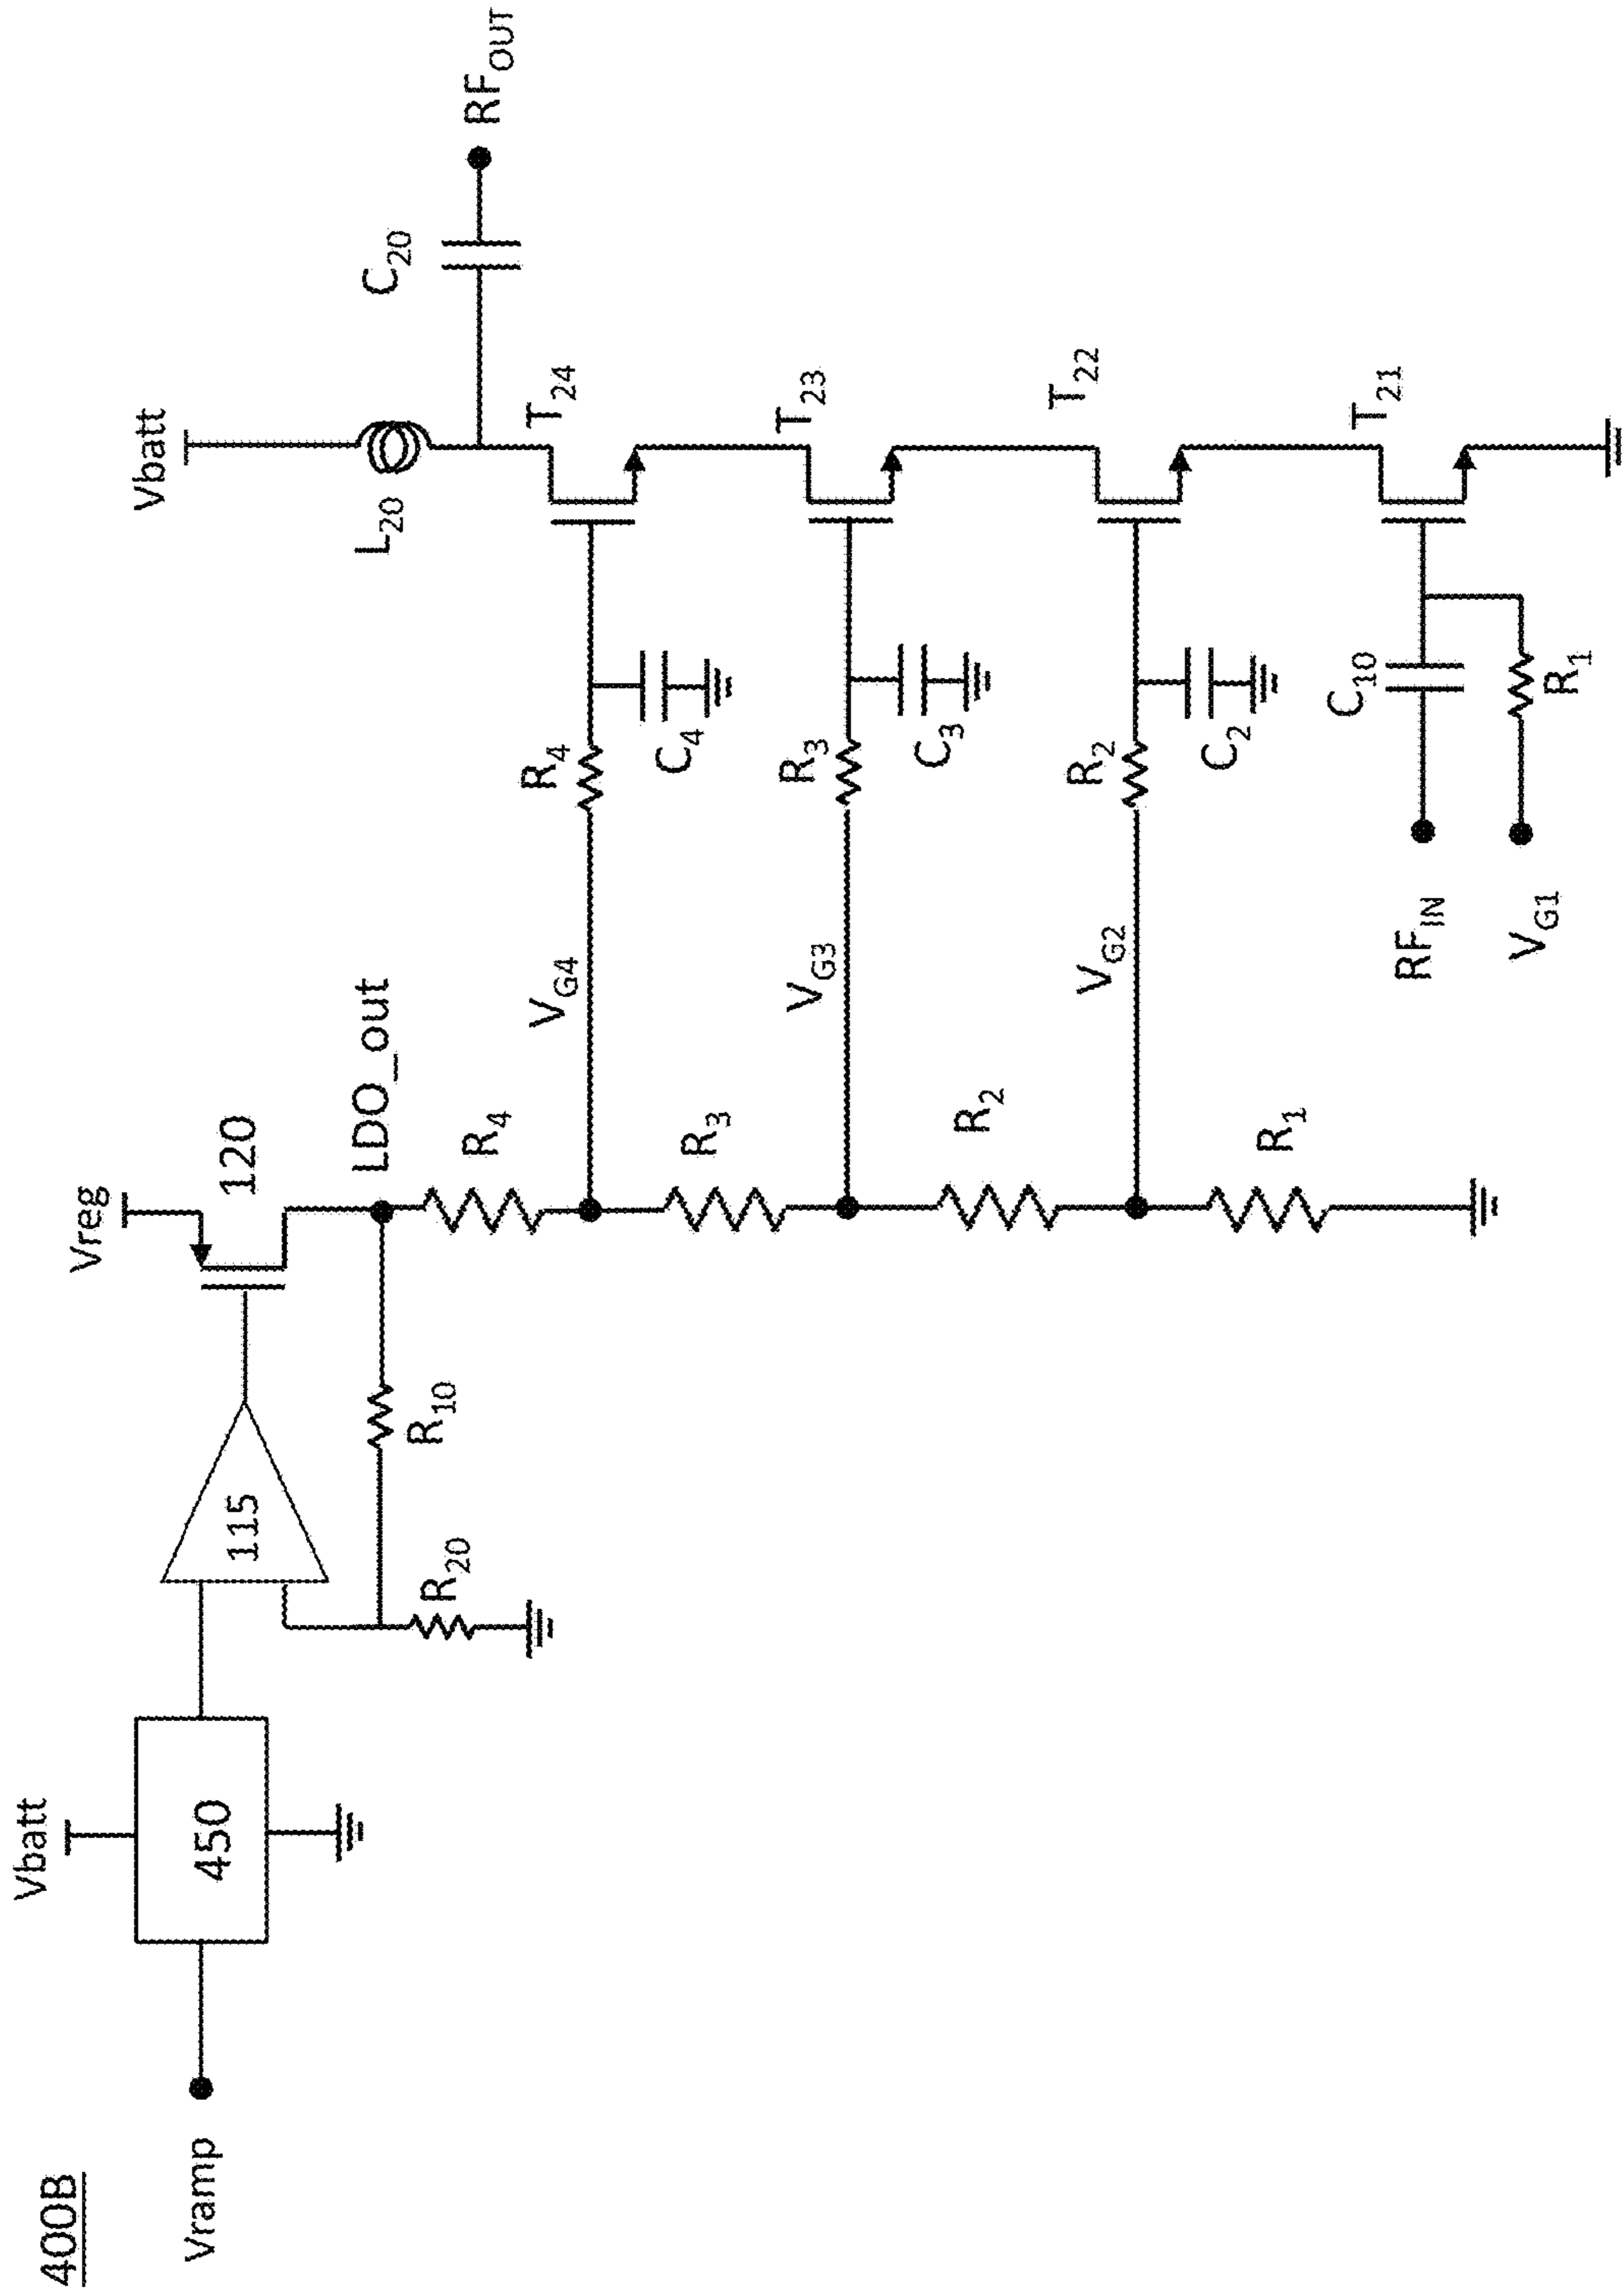 400B
Vramp
Vbatt
450
115
Vreg
120
R20
R10
LDO_out
R4
R3
R2
R1
VG4
VG3
VG2
R4
C4
R3
C3
R2
C2
RFIN
VG1
C10
R1
Vbatt
L20
C20
RFOUT
T24
T23
T22
T21